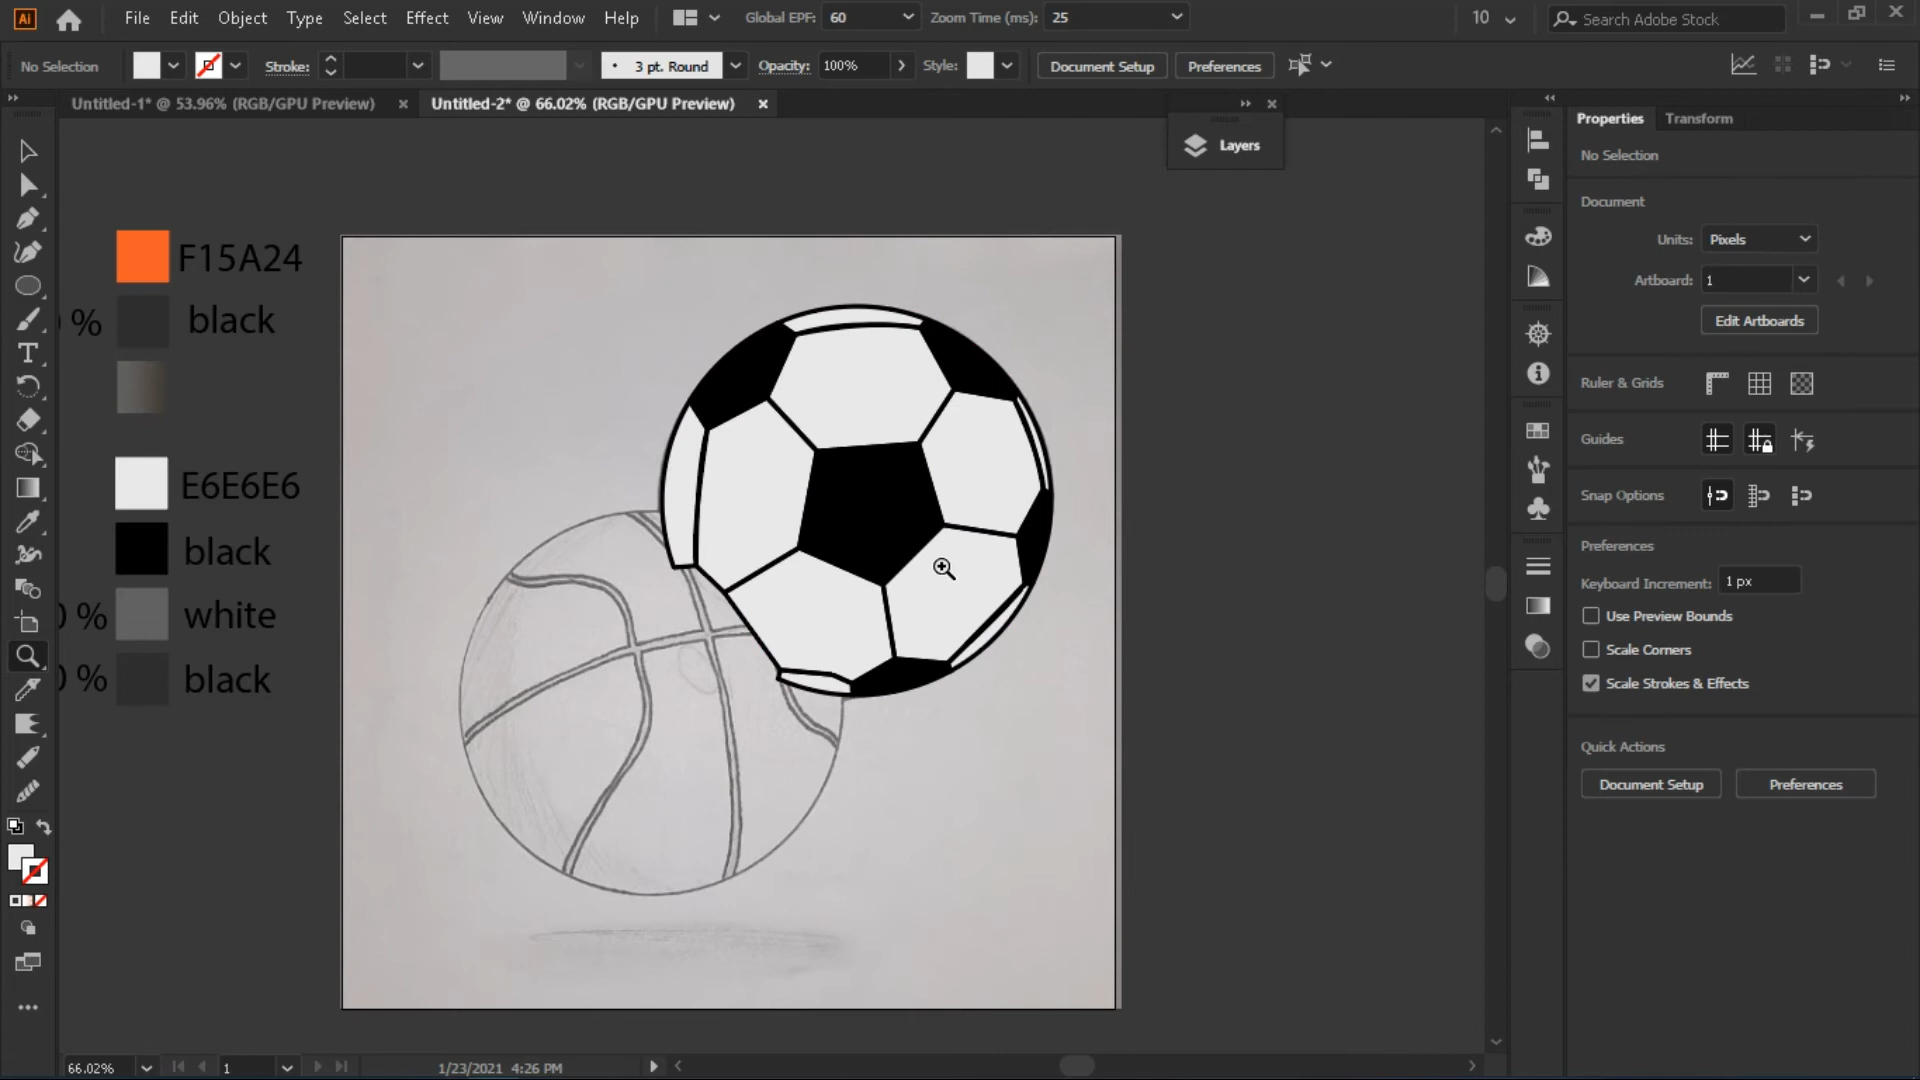 Ai File Edit Object Type Select Effect View Window Help Global EPF: 60 Zoom Time (ms): 25 10 Search Adobe Stock
No Selection Stroke: 3 pt. Round Opacity: 100% Style: Document Setup Preferences
Untitled-1* @ 53.96% (RGB/GPU Preview) Untitled-2* @ 66.02% (RGB/GPU Preview)
Layers
F15A24
% black
E6E6E6
black
0 % white
0 % black
Properties Transform
No Selection
Document
Units: Pixels
Artboard: 1
Edit Artboards
Ruler & Grids
Guides
Snap Options
Preferences
Keyboard Increment: 1 px
Use Preview Bounds
Scale Corners
Scale Strokes & Effects
Quick Actions
Document Setup Preferences
66.02% 1 1/23/2021 4:26 PM